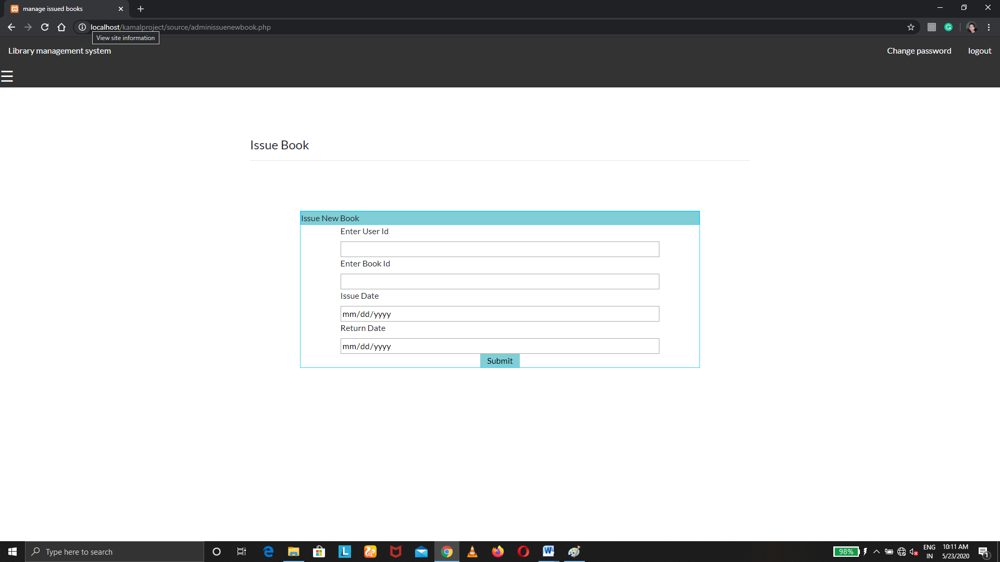 manage issued books
localhost/kamalproject/source/adminissuenewbook.php
View site information
Library management system
Change password
logout
Issue Book
Issue New Book
Enter User Id
Enter Book Id
Issue Date
mm/dd/yyyy
Return Date
mm/dd/yyyy
Submit
Type here to search
98%
ENG
IN
10:11 AM
5/23/2020
1